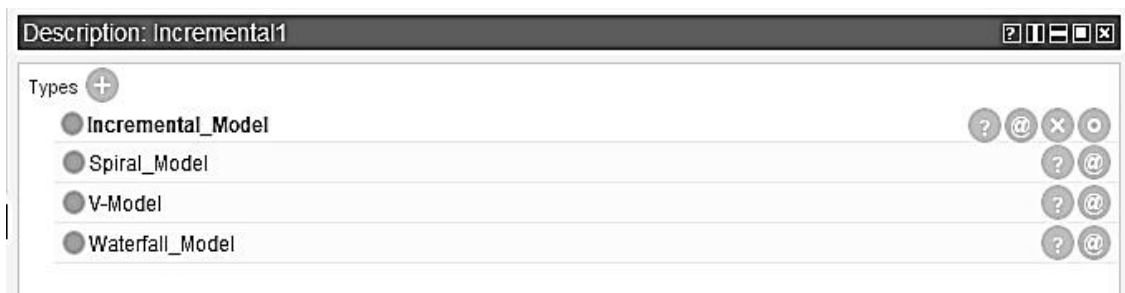 Description: Incremental1
Types
Incremental_Model
Spiral_Model
V-Model
Waterfall_Model